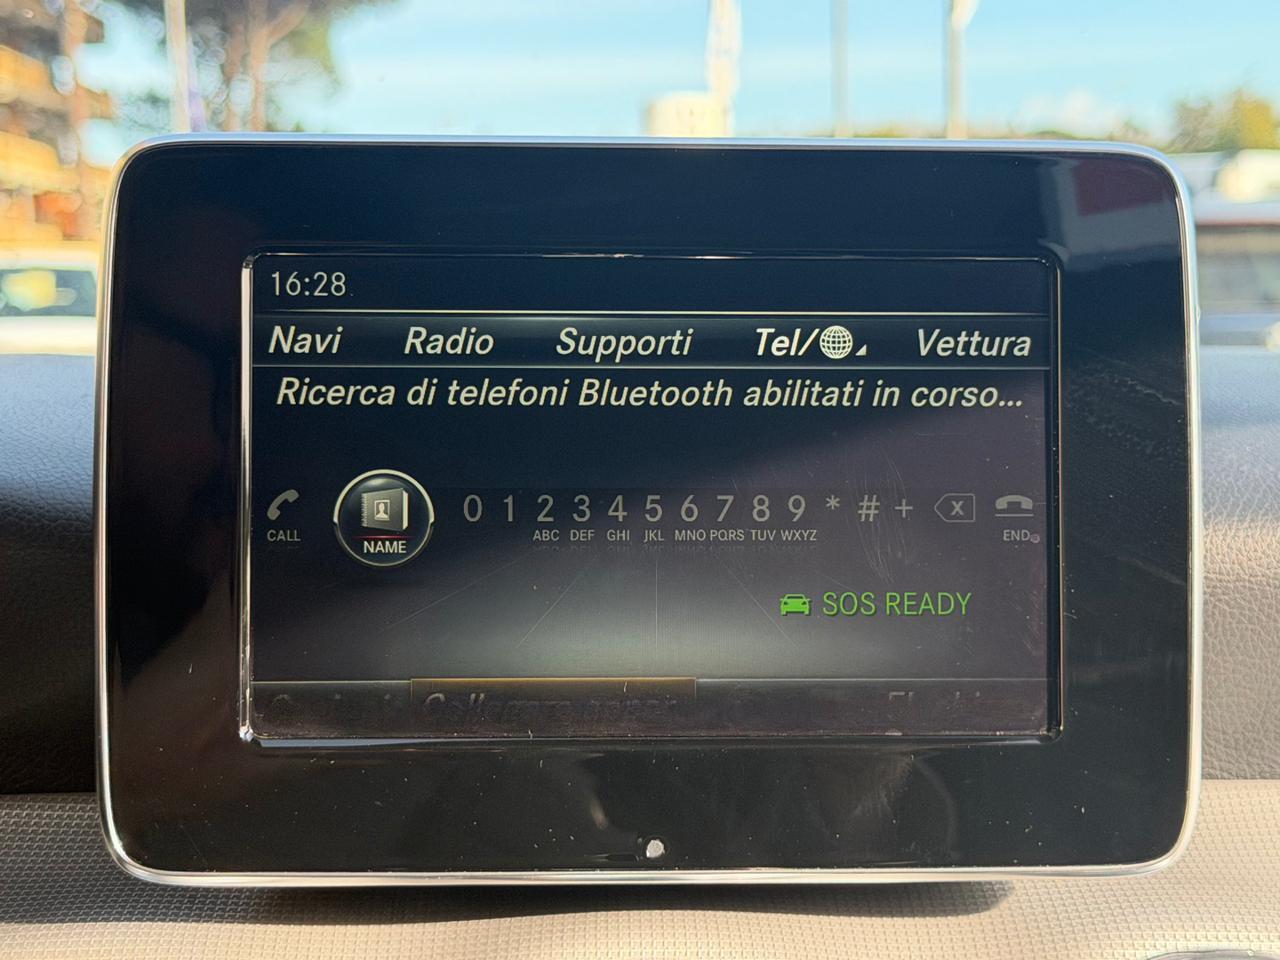 16:28
Navi Radio Supporti Tel/ Vettura
Ricerca di telefoni Bluetooth abilitati in corso...
0 1 2 3 4 5 6 7 8 9 * # + X
CALL NAME ABC DEF GHI JKL MNO PQRS TUV WXYZ END
SOS READY